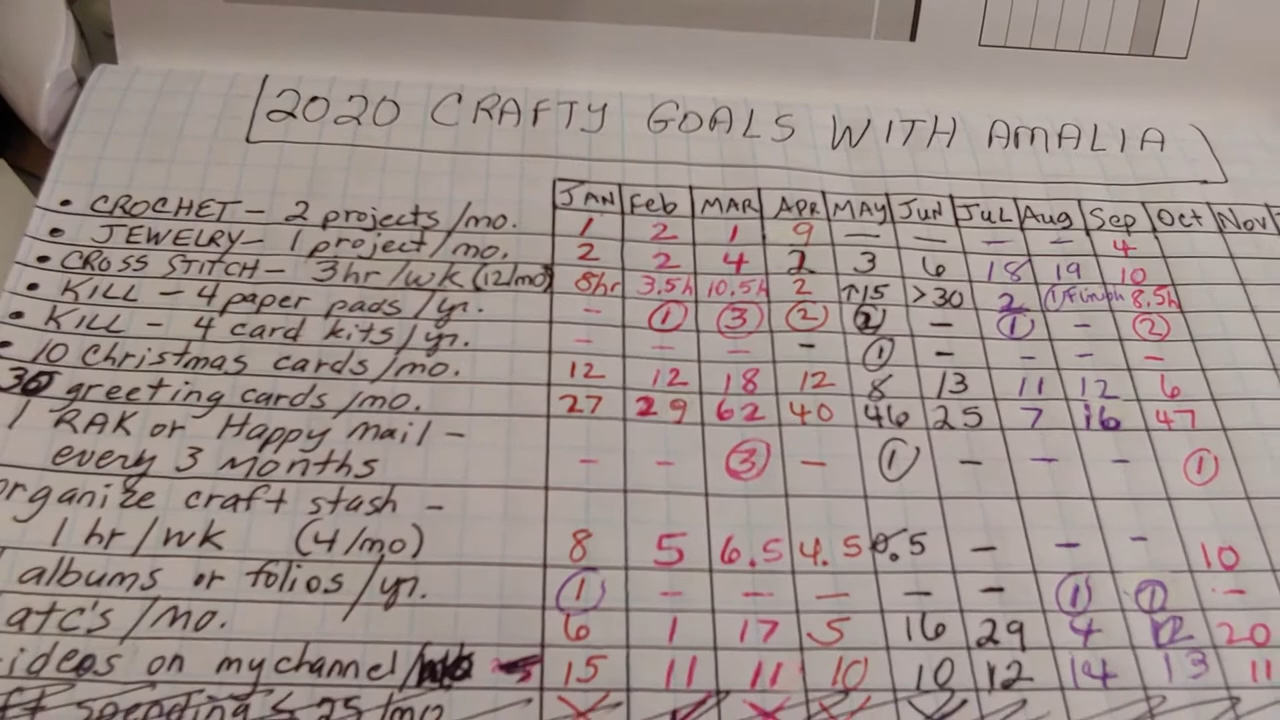 2020 CRAFTY GOALS WITH AMALIA
JAN Feb MAR APR MAY Jun Jul Aug Sep Oct Nov
• CROCHET - 2 projects/mo. 1 2 1 9 — — — — 4
• JEWELRY - 1 project/mo. 2 2 4 2 3 6 18 19 10
• CROSS STITCH - 3hr/wk (12/mo) 8hr 3.5h 10.5h 2 ↑15 >30 2 ① finish 8.5h
• KILL - 4 paper pads/yr. — ① ③ ② ② — ① — ②
• KILL - 4 card kits/yr. — — — — ① — — — —
• 10 Christmas cards/mo. 12 12 18 12 8 13 11 12 6
30 greeting cards/mo. 27 29 62 40 46 25 7 16 47
1 RAK or Happy Mail -
every 3 months — — ③ — ① — — — ①
organize craft stash -
1 hr/wk (4/mo) 8 5 6.5 4.5 .5 — — — 10
albums or folios/yr. ① — — — — — ① ① —
atc's/mo. 6 1 17 5 16 29 4 12 20
ideos on my channel/ 15 11 11 10 10 12 14 13 11
spending ≤ 25/mo